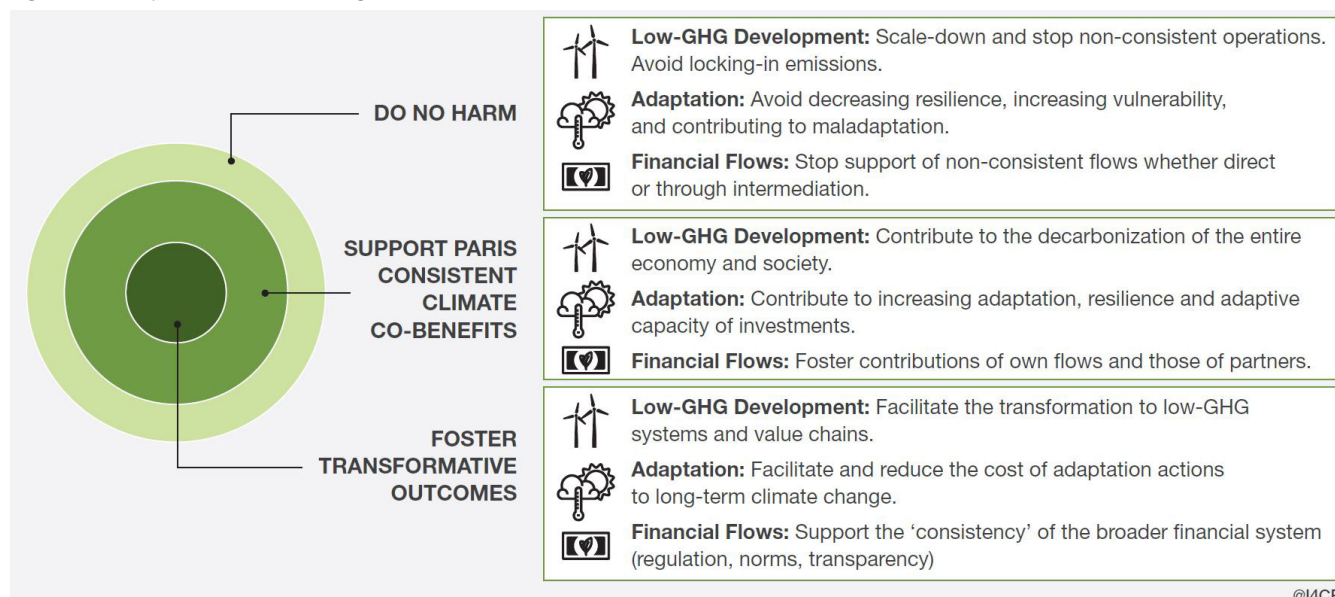 DO NO HARM
Low-GHG Development: Scale-down and stop non-consistent operations.
Avoid locking-in emissions.
Adaptation: Avoid decreasing resilience, increasing vulnerability,
and contributing to maladaptation.
Financial Flows: Stop support of non-consistent flows whether direct
or through intermediation.
SUPPORT PARIS
CONSISTENT
CLIMATE
CO-BENEFITS
Low-GHG Development: Contribute to the decarbonization of the entire
economy and society.
Adaptation: Contribute to increasing adaptation, resilience and adaptive
capacity of investments.
Financial Flows: Foster contributions of own flows and those of partners.
FOSTER
TRANSFORMATIVE
OUTCOMES
Low-GHG Development: Facilitate the transformation to low-GHG
systems and value chains.
Adaptation: Facilitate and reduce the cost of adaptation actions
to long-term climate change.
Financial Flows: Support the ‘consistency’ of the broader financial system
(regulation, norms, transparency)